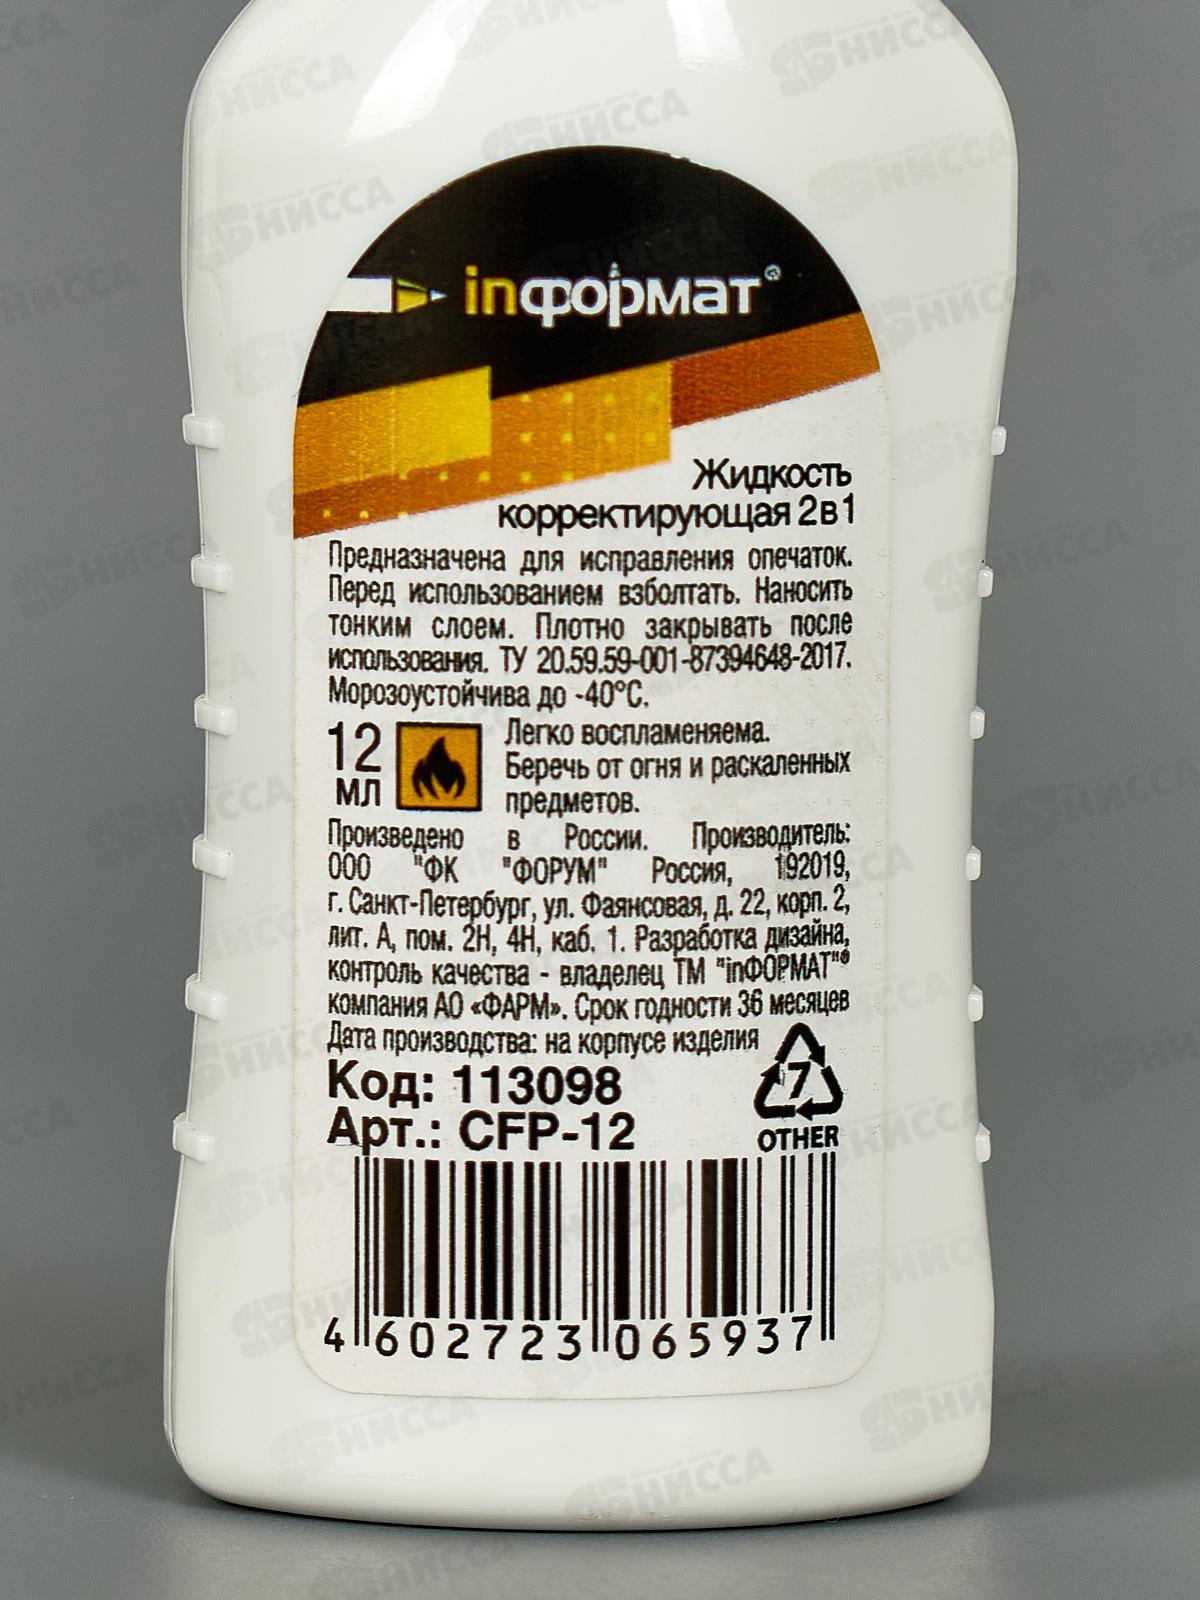 inформат®
Жидкость
корректирующая 2 в 1
Предназначена для исправления опечаток.
Перед использованием взболтать. Наносить
тонким слоем. Плотно закрывать после
использования. ТУ 20.59.59-001-87394648-2017.
Морозоустойчива до -40°С.
12
МЛ
Легко воспламеняема.
Беречь от огня и раскаленных
предметов.
Произведено в России. Производитель:
ООО "ФК "ФОРУМ" Россия, 192019,
г. Санкт-Петербург, ул. Фаянсовая, д. 22, корп. 2,
лит. А, пом. 2Н, 4Н, каб. 1. Разработка дизайна,
контроль качества - владелец ТМ "inФОРМАТ"®
компания АО «ФАРМ». Срок годности 36 месяцев
Дата производства: на корпусе изделия
Код: 113098
Арт.: CFP-12
7
OTHER
4 602723 065937
НИССА